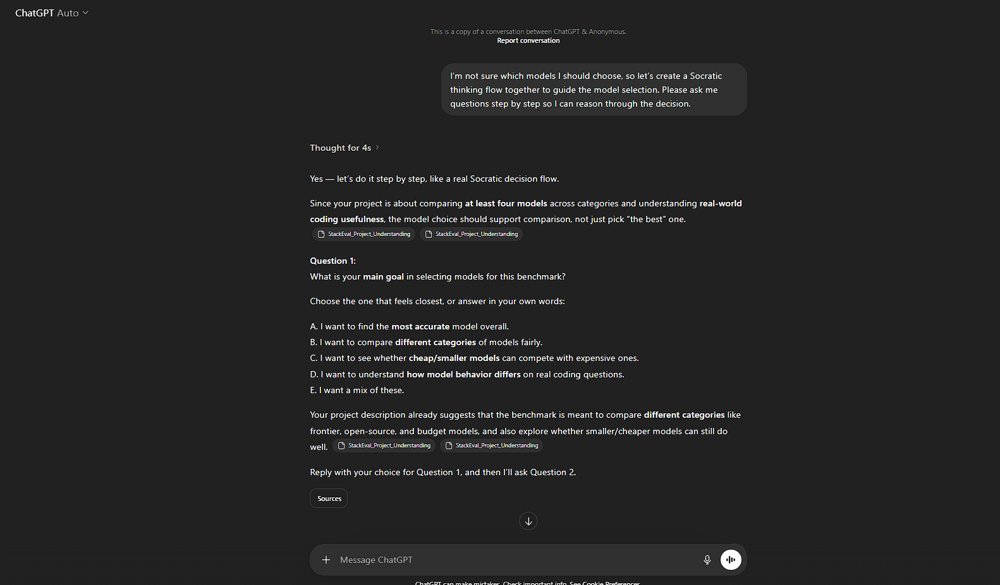 ChatGPT Auto
This is a copy of a conversation between ChatGPT & Anonymous.
Report conversation
I’m not sure which models I should choose, so let’s create a Socratic
thinking flow together to guide the model selection. Please ask me
questions step by step so I can reason through the decision.
Thought for 4s
Yes — let’s do it step by step, like a real Socratic decision flow.
Since your project is about comparing at least four models across categories and understanding real-world
coding usefulness, the model choice should support comparison, not just pick “the best” one.
StackEval_Project_Understanding StackEval_Project_Understanding
Question 1:
What is your main goal in selecting models for this benchmark?
Choose the one that feels closest, or answer in your own words:
A. I want to find the most accurate model overall.
B. I want to compare different categories of models fairly.
C. I want to see whether cheap/smaller models can compete with expensive ones.
D. I want to understand how model behavior differs on real coding questions.
E. I want a mix of these.
Your project description already suggests that the benchmark is meant to compare different categories like
frontier, open-source, and budget models, and also explore whether smaller/cheaper models can still do
well. StackEval_Project_Understanding StackEval_Project_Understanding
Reply with your choice for Question 1, and then I’ll ask Question 2.
Sources
Message ChatGPT
ChatGPT can make mistakes. Check important info. See Cookie Preferences.